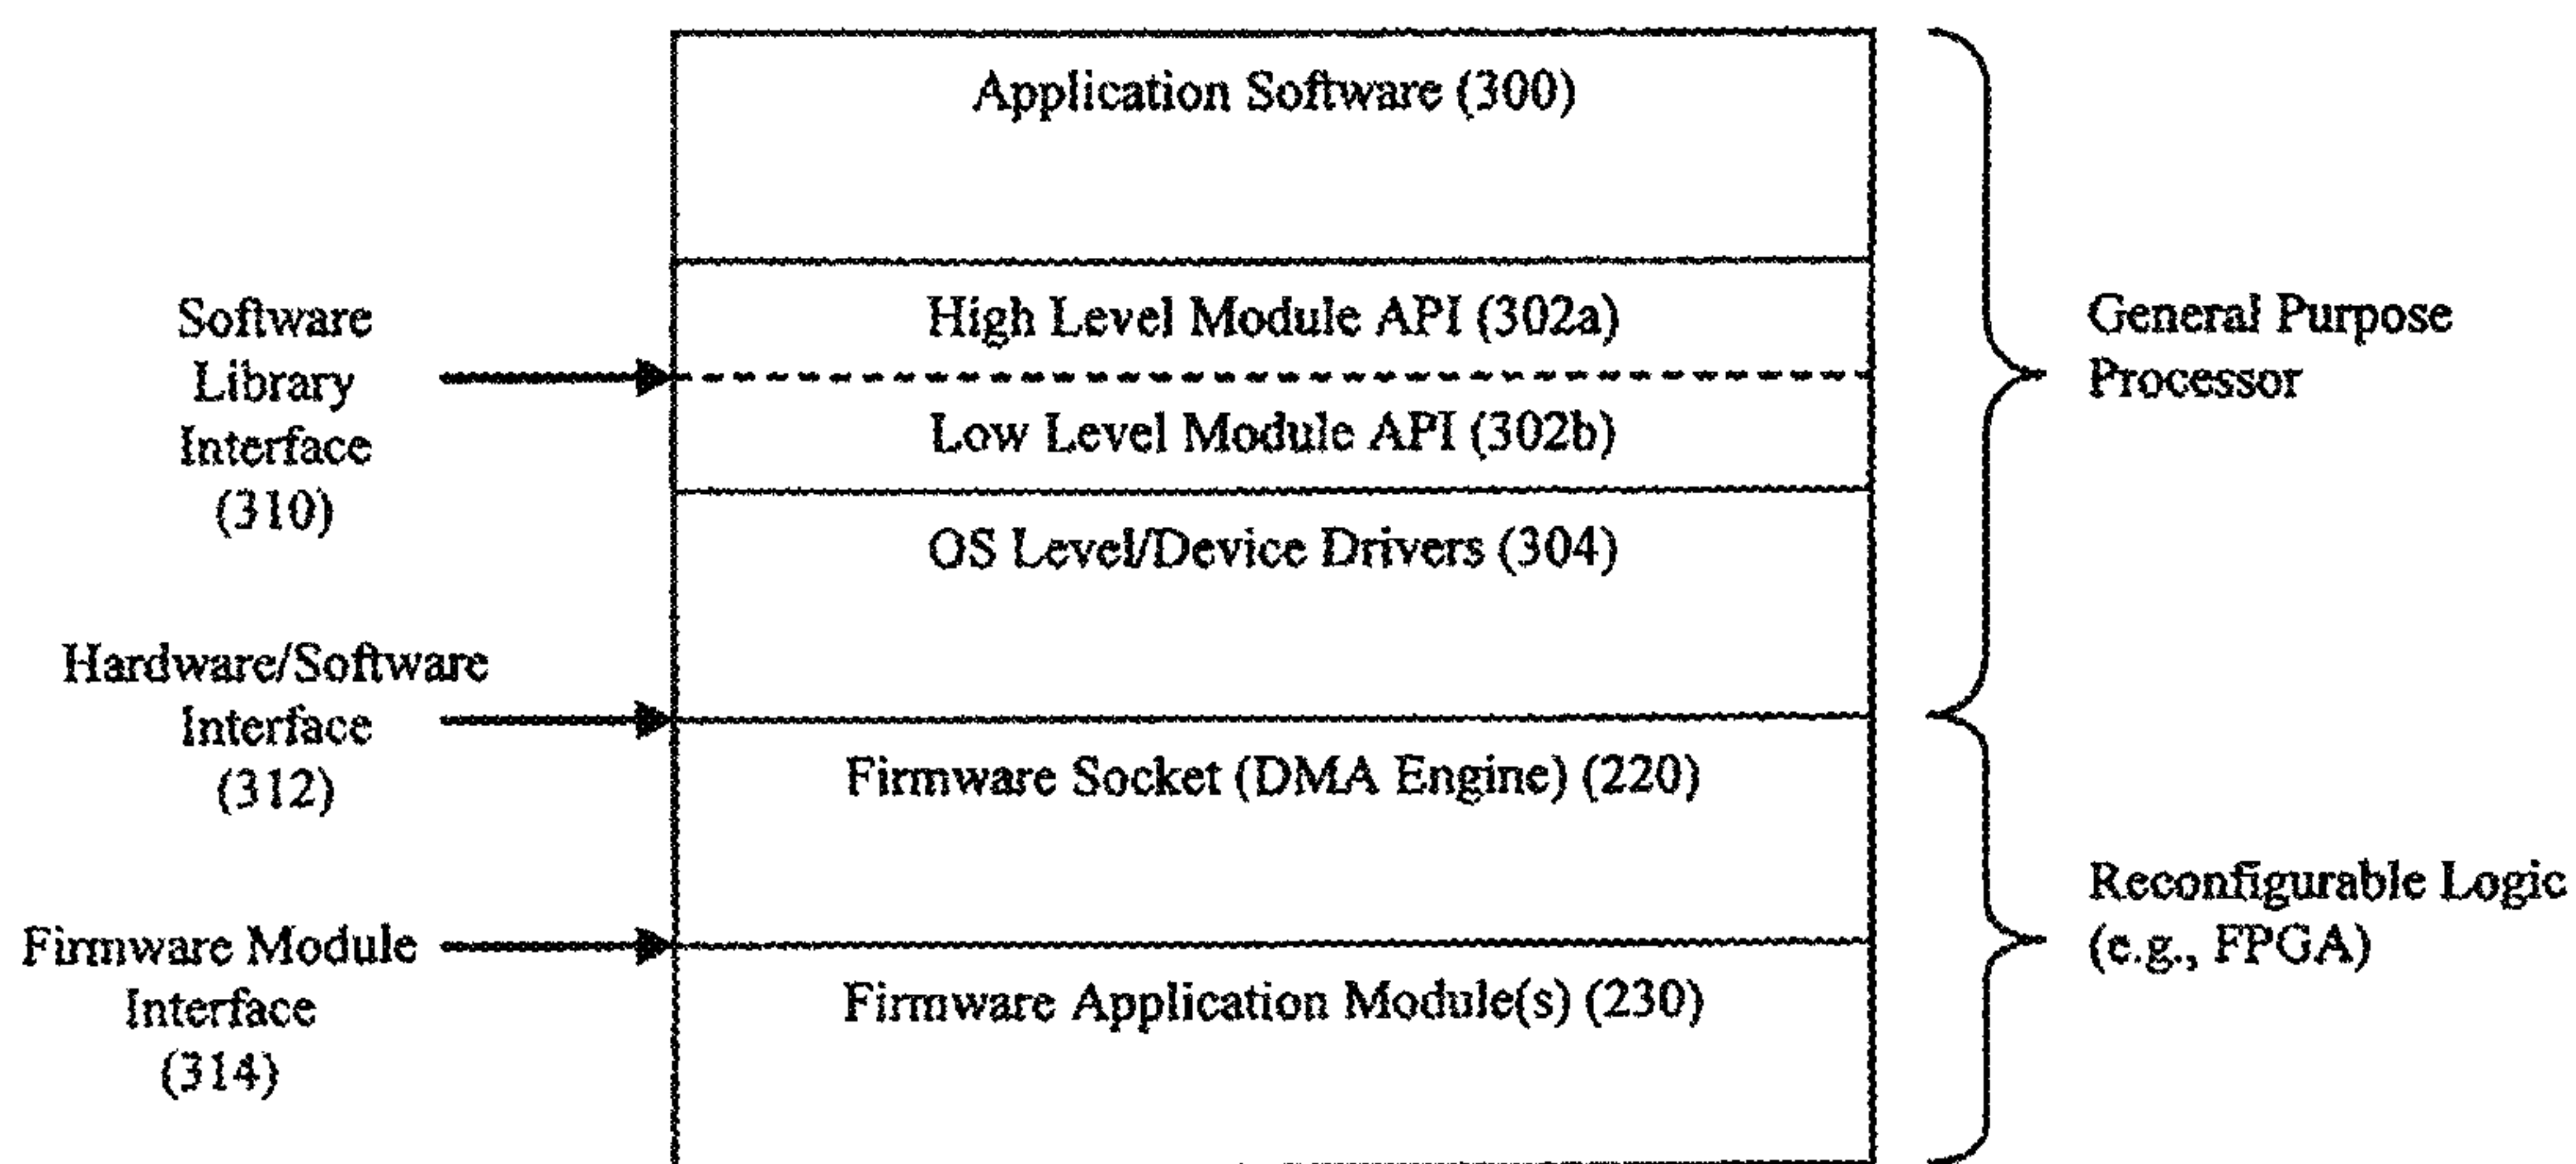 Application Software (300)
Software
Library
Interface
(310)
High Level Module API (302a)
Low Level Module API (302b)
General Purpose
Processor
OS Level/Device Drivers (304)
Hardware/Software
Interface
(312)
Firmware Socket (DMA Engine) (220)
Reconfigurable Logic
(e.g., FPGA)
Firmware Module
Interface
(314)
Firmware Application Module(s) (230)